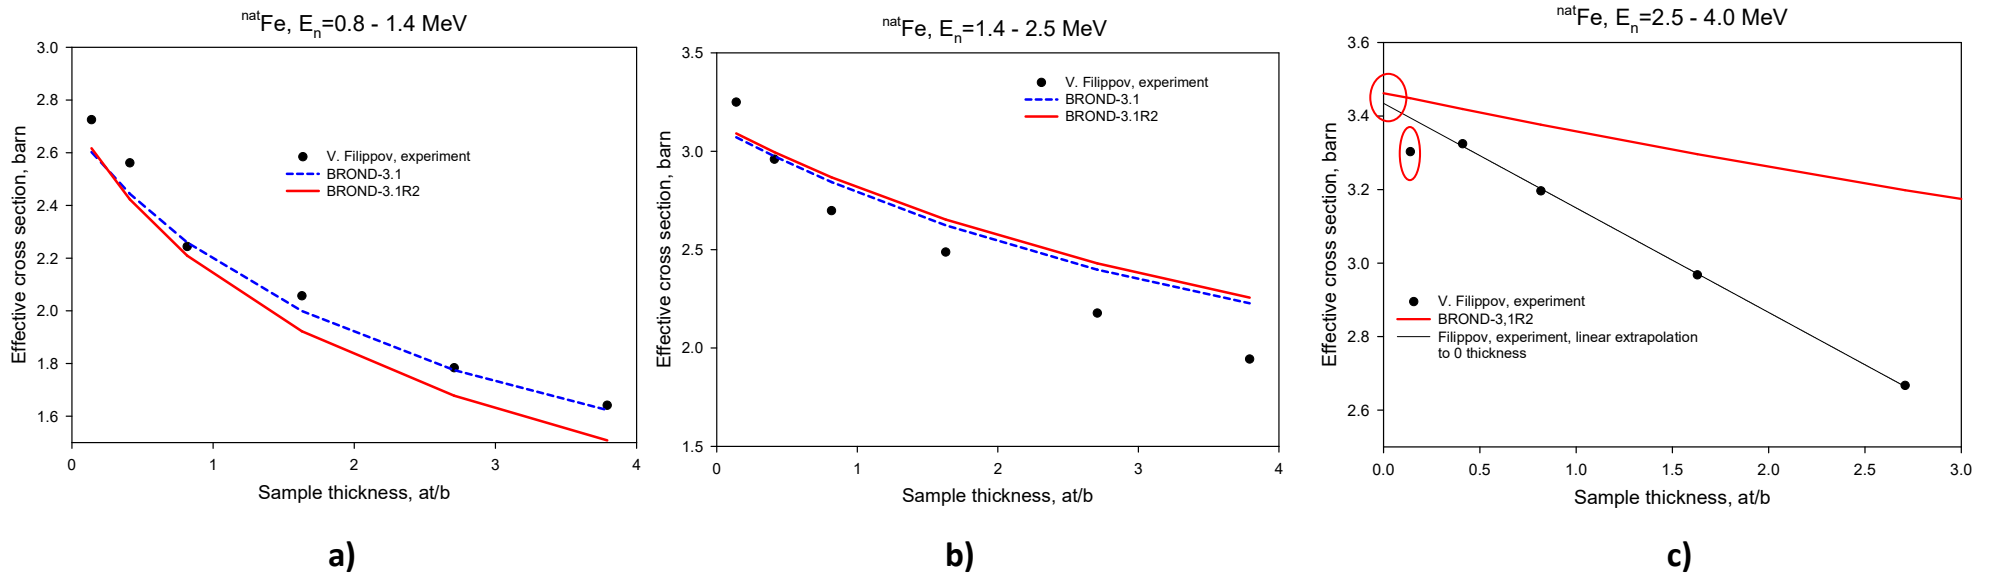 natFe, En=0.8 - 1.4 MeV
3.0
2.8
2.6
2.4
2.2
2.0
1.8
1.6
Effective cross section, barn
V. Filippov, experiment
BROND-3.1
BROND-3.1R2
0 1 2 3 4
Sample thickness, at/b
a)
natFe, En=1.4 - 2.5 MeV
3.5
3.0
2.5
2.0
1.5
Effective cross section, barn
V. Filippov, experiment
BROND-3.1
BROND-3.1R2
0 1 2 3 4
Sample thickness, at/b
b)
natFe, En=2.5 - 4.0 MeV
3.6
3.4
3.2
3.0
2.8
2.6
Effective cross section, barn
V. Filippov, experiment
BROND-3,1R2
Filippov, experiment, linear extrapolation
to 0 thickness
0.0 0.5 1.0 1.5 2.0 2.5 3.0
Sample thickness, at/b
c)